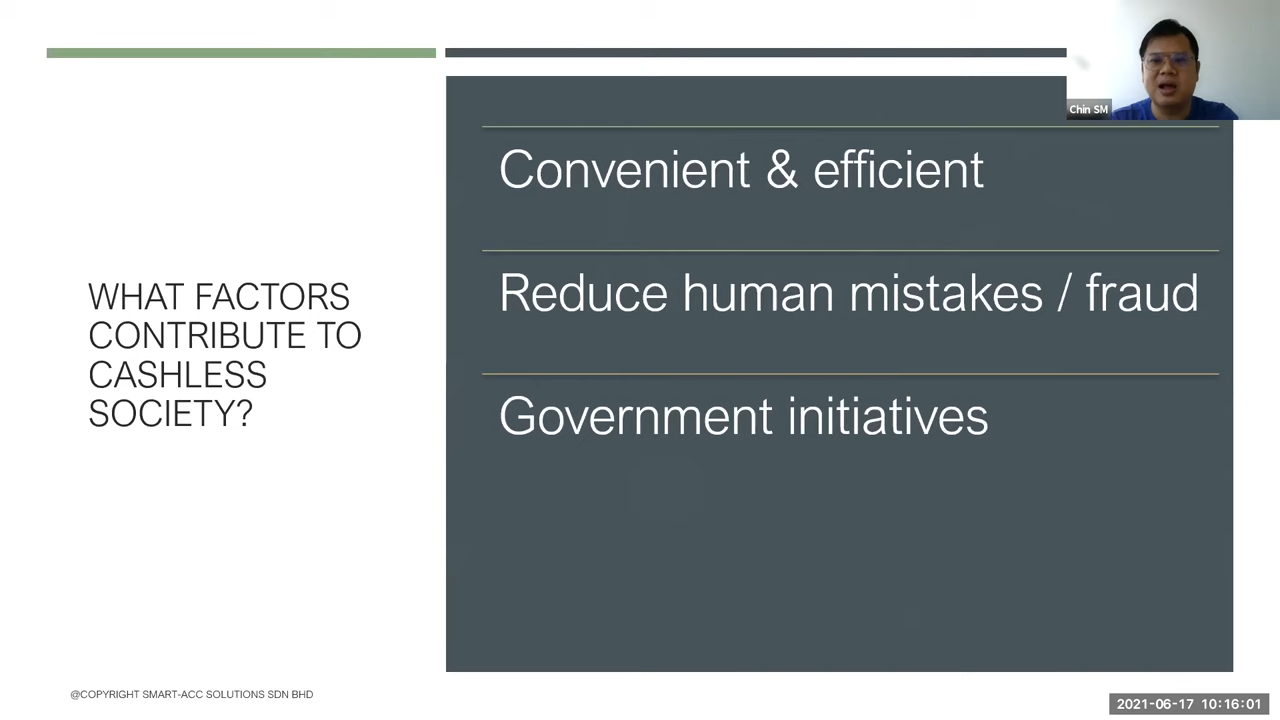 Chin SM
Convenient & efficient
Reduce human mistakes / fraud
Government initiatives
WHAT FACTORS
CONTRIBUTE TO
CASHLESS
SOCIETY?
@COPYRIGHT SMART-ACC SOLUTIONS SDN BHD
2021-06-17 10:16:01